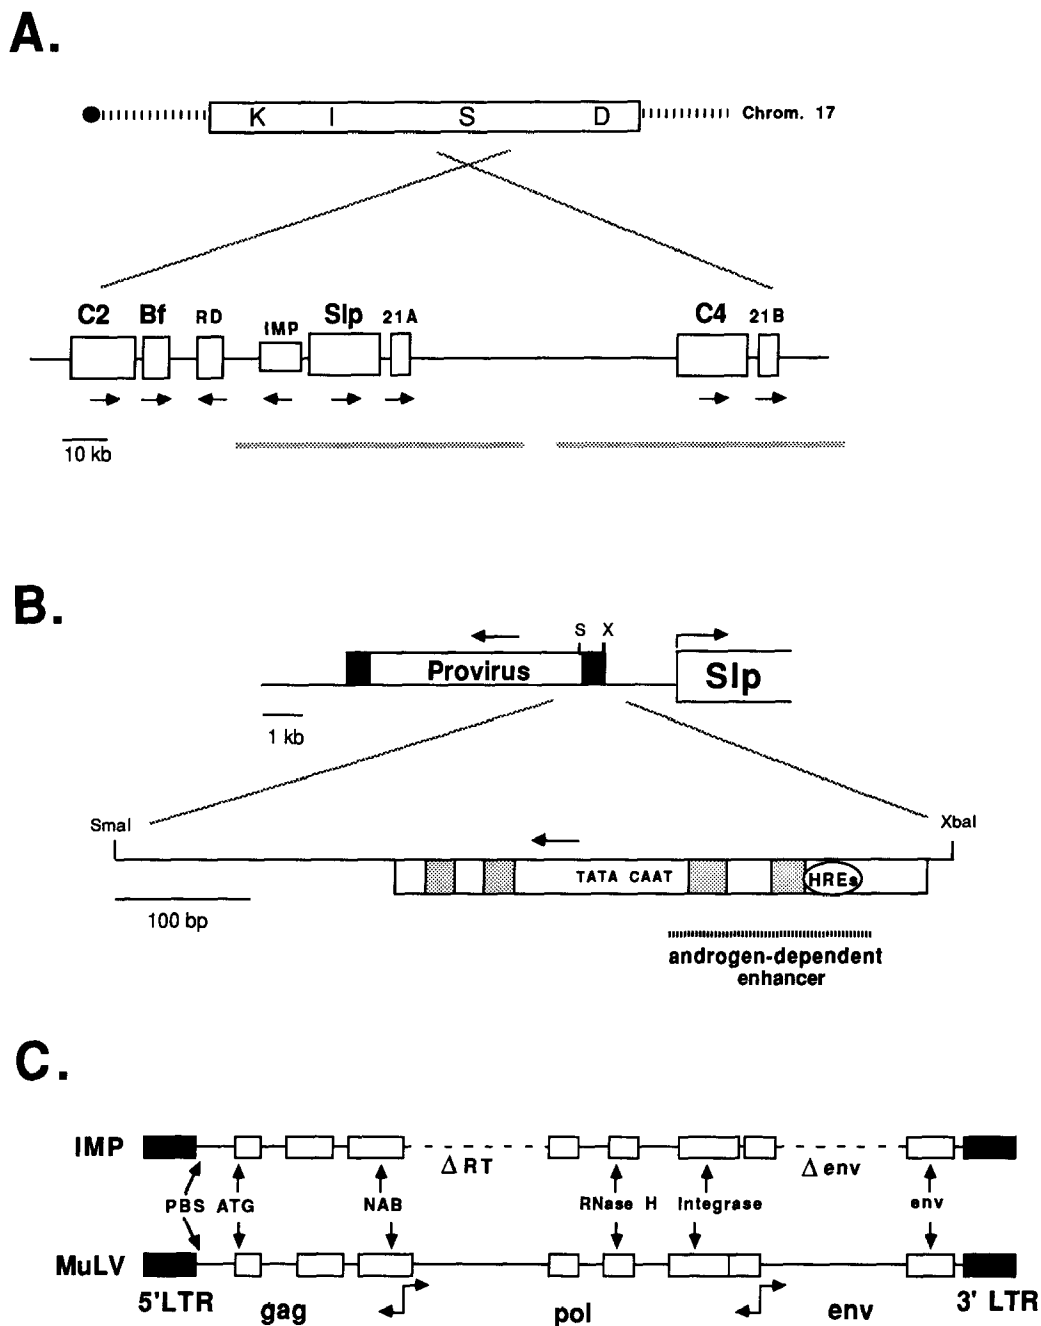 A.
K I S D
Chrom. 17
C2 Bf RD IMP Slp 21A C4 21B
10 kb
B.
S X
Provirus
Slp
1 kb
SmaI
XbaI
TATA CAAT
HREs
100 bp
androgen-dependent
enhancer
C.
IMP
Δ RT
Δ env
PBS ATG NAB RNase H Integrase env
MuLV
5'LTR gag pol env 3' LTR